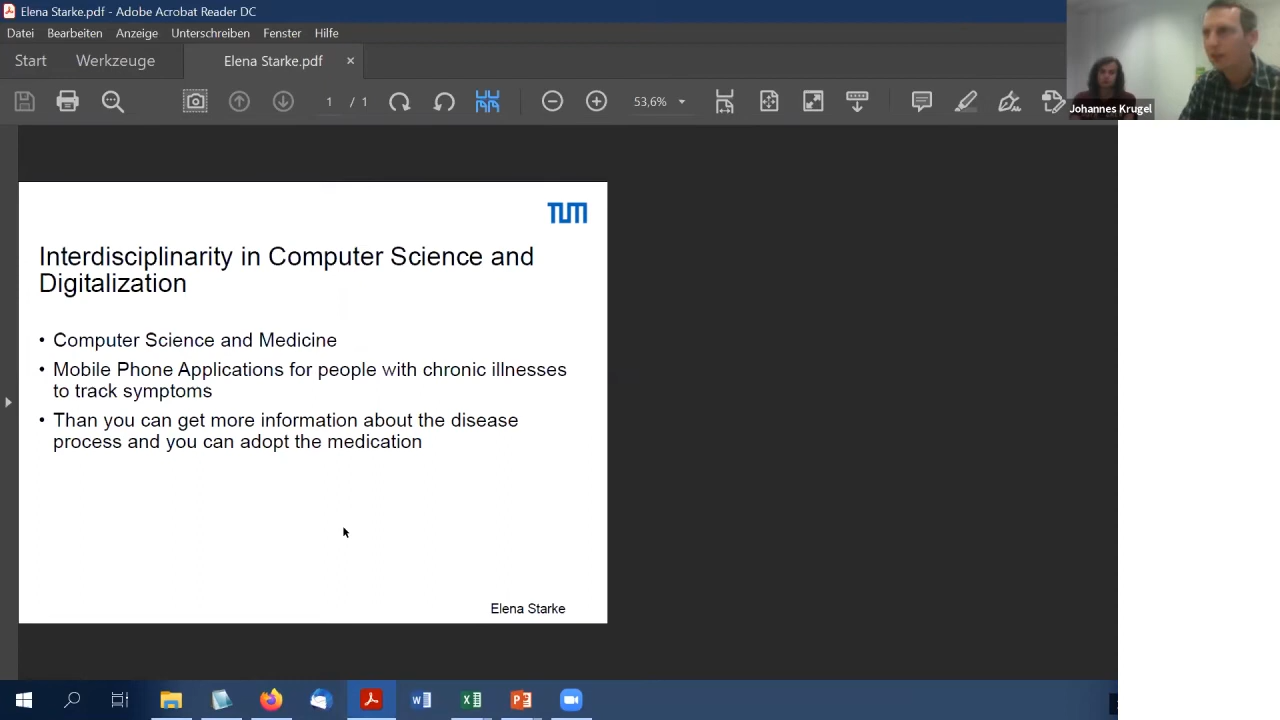 Elena Starke.pdf - Adobe Acrobat Reader DC
Datei Bearbeiten Anzeige Unterschreiben Fenster Hilfe
Start Werkzeuge Elena Starke.pdf ×
1 / 1 53,6%
Johannes Krugel
TUM
Interdisciplinarity in Computer Science and
Digitalization
• Computer Science and Medicine
• Mobile Phone Applications for people with chronic illnesses
to track symptoms
• Than you can get more information about the disease
process and you can adopt the medication
Elena Starke